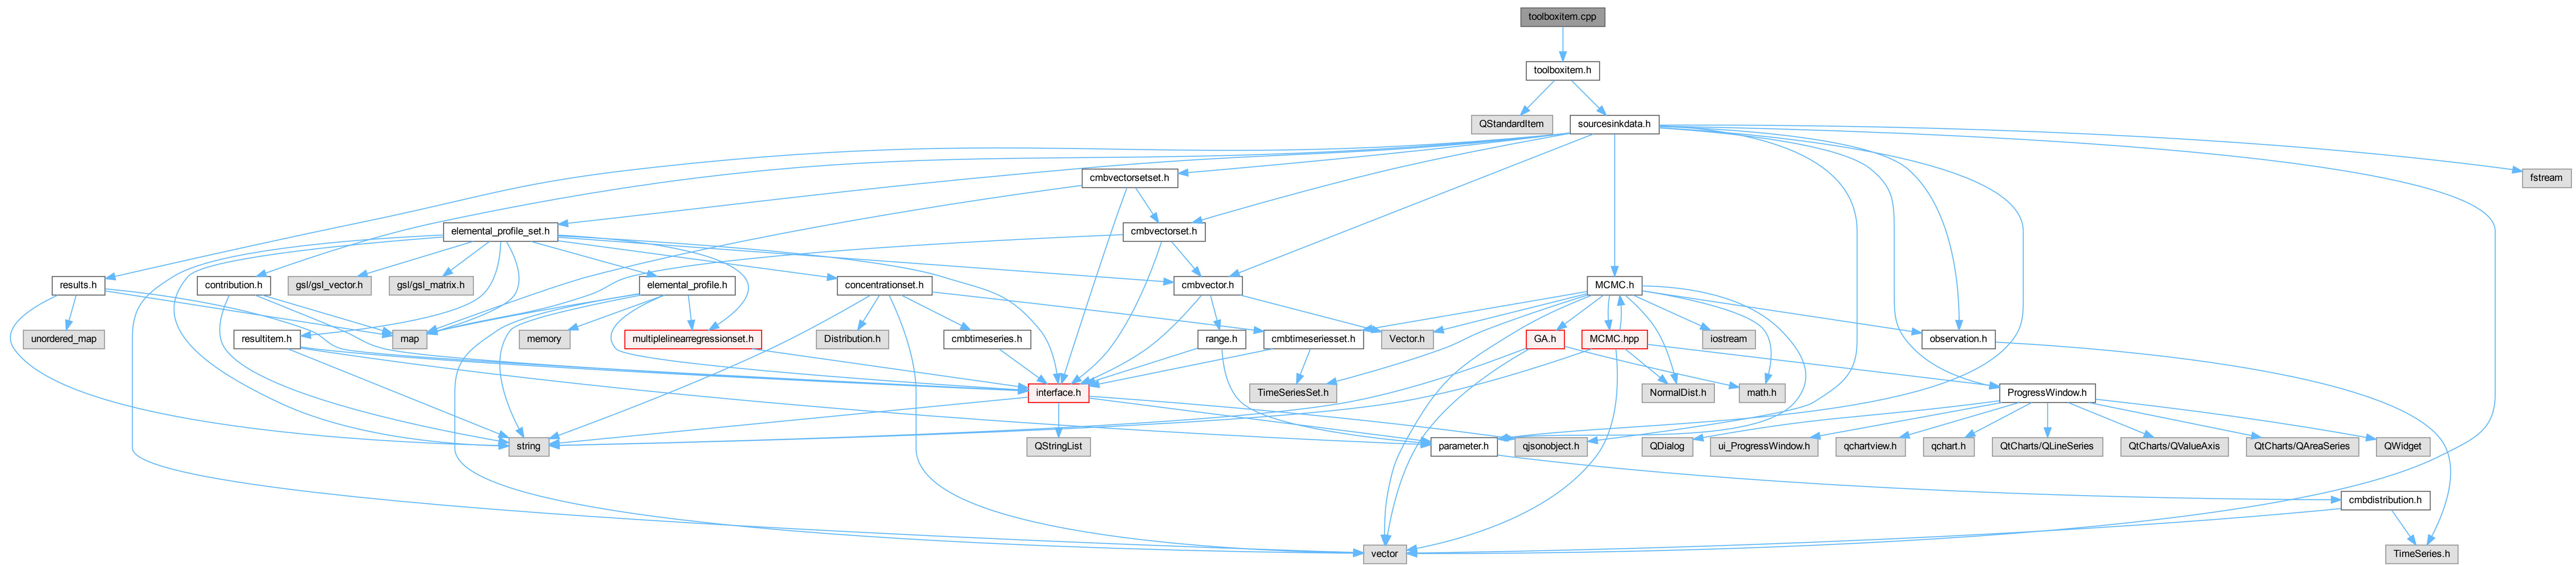 toolboxitem.cpp
toolboxitem.h
QStandardItem
sourcesinkdata.h
cmbvectorsetset.h
fstream
elemental_profile_set.h
cmbvectorset.h
results.h
contribution.h
gsl/gsl_vector.h
gsl/gsl_matrix.h
elemental_profile.h
concentrationset.h
cmbvector.h
MCMC.h
unordered_map
resultitem.h
map
memory
multiplelinearregressionset.h
Distribution.h
cmbtimeseries.h
range.h
cmbtimeseriesset.h
Vector.h
GA.h
MCMC.hpp
iostream
observation.h
interface.h
TimeSeriesSet.h
NormalDist.h
math.h
ProgressWindow.h
string
QStringList
parameter.h
qjsonobject.h
QDialog
ui_ProgressWindow.h
qchartview.h
qchart.h
QtCharts/QLineSeries
QtCharts/QValueAxis
QtCharts/QAreaSeries
QWidget
cmbdistribution.h
vector
TimeSeries.h